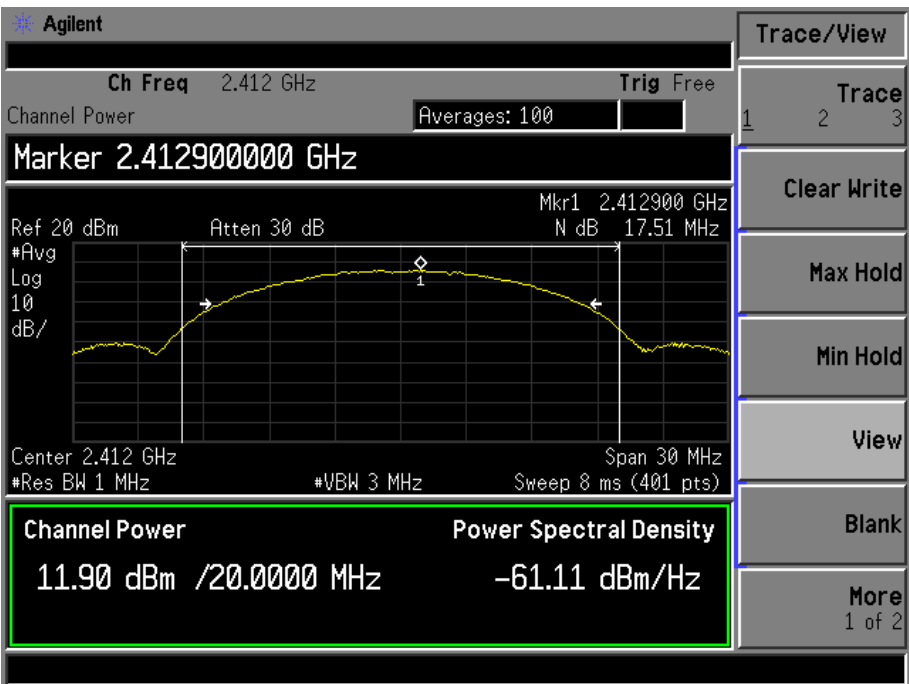 Agilent
Trace/View
Ch Freq 2.412 GHz Trig Free
Channel Power Averages: 100
Trace
1 2 3
Marker 2.412900000 GHz
Clear Write
Mkr1 2.412900 GHz
Ref 20 dBm Atten 30 dB N dB 17.51 MHz
#Avg
Log
10
dB/
1
Max Hold
Min Hold
View
Center 2.412 GHz Span 30 MHz
#Res BW 1 MHz #VBW 3 MHz Sweep 8 ms (401 pts)
Channel Power Power Spectral Density
11.90 dBm /20.0000 MHz -61.11 dBm/Hz
Blank
More
1 of 2